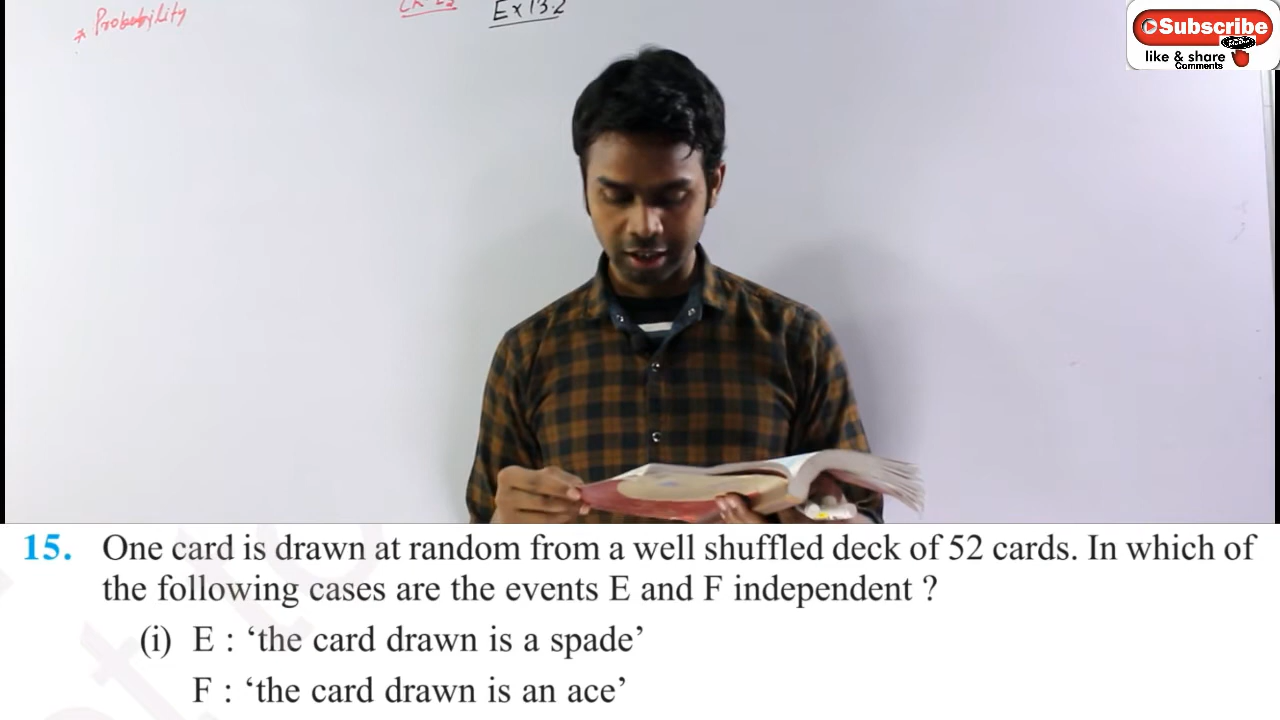 * Probability
Ex 13.2
Subscribe
like & share
Comments
15. One card is drawn at random from a well shuffled deck of 52 cards. In which of
the following cases are the events E and F independent ?
(i) E : ‘the card drawn is a spade’
F : ‘the card drawn is an ace’